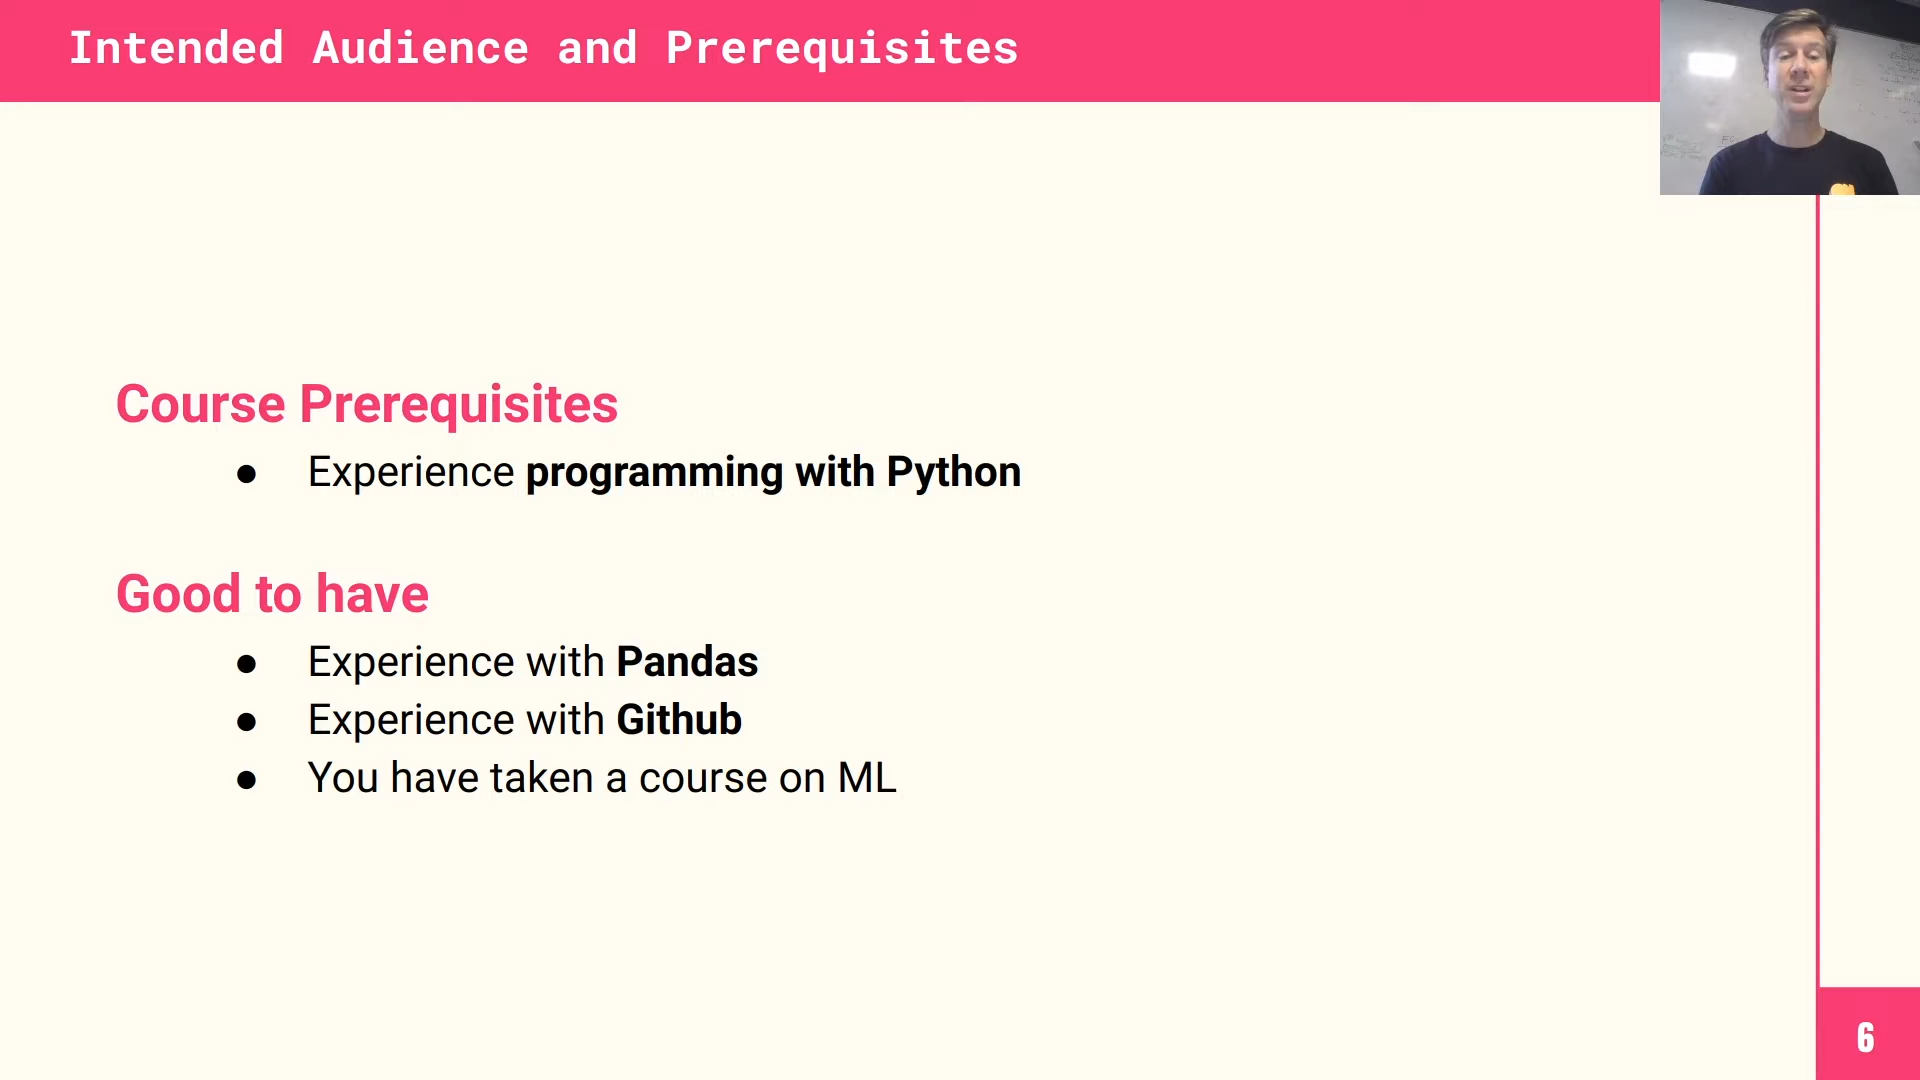 Intended Audience and Prerequisites
Course Prerequisites
● Experience programming with Python
Good to have
● Experience with Pandas
● Experience with Github
● You have taken a course on ML
6